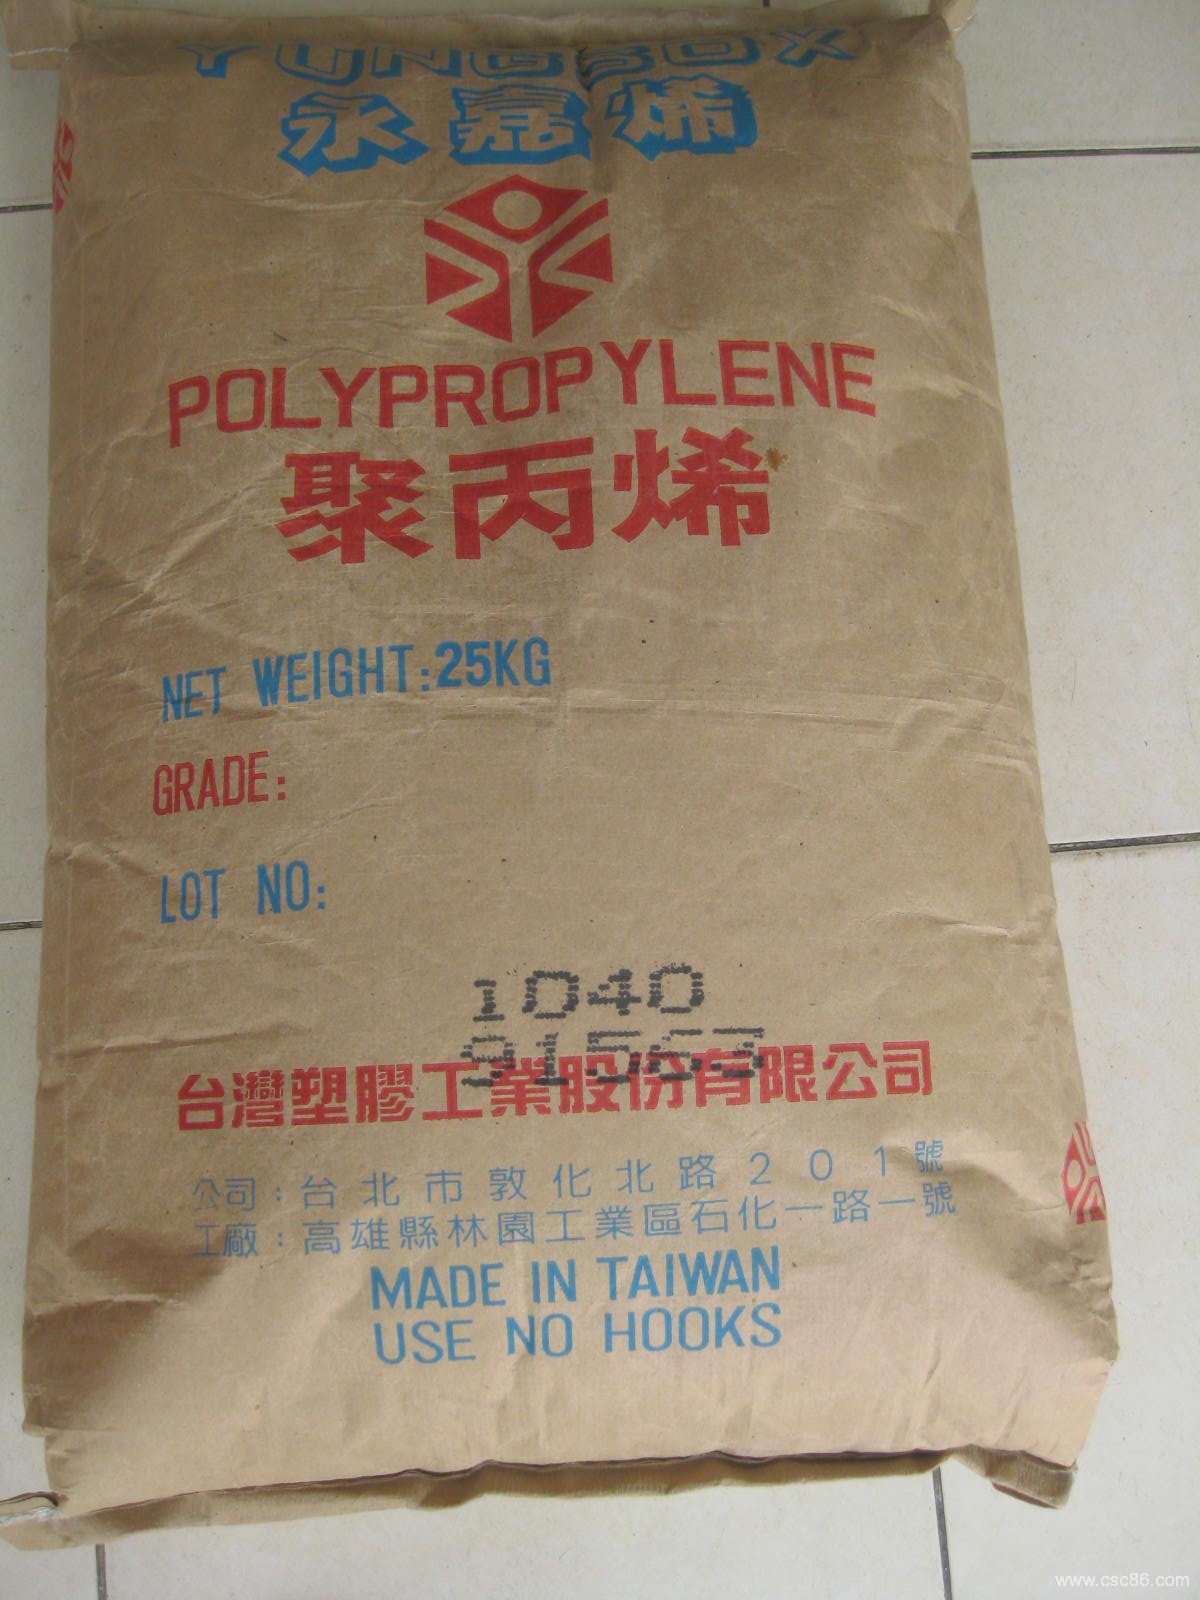 YUNGSOX
永嘉烯
POLYPROPYLENE
聚丙烯
NET WEIGHT:25KG
GRADE:
LOT NO:
1040
91563
台灣塑膠工業股份有限公司
公司：台北市敦化北路201號
工廠：高雄縣林園工業區石化一路一號
MADE IN TAIWAN
USE NO HOOKS
www.csc86.com